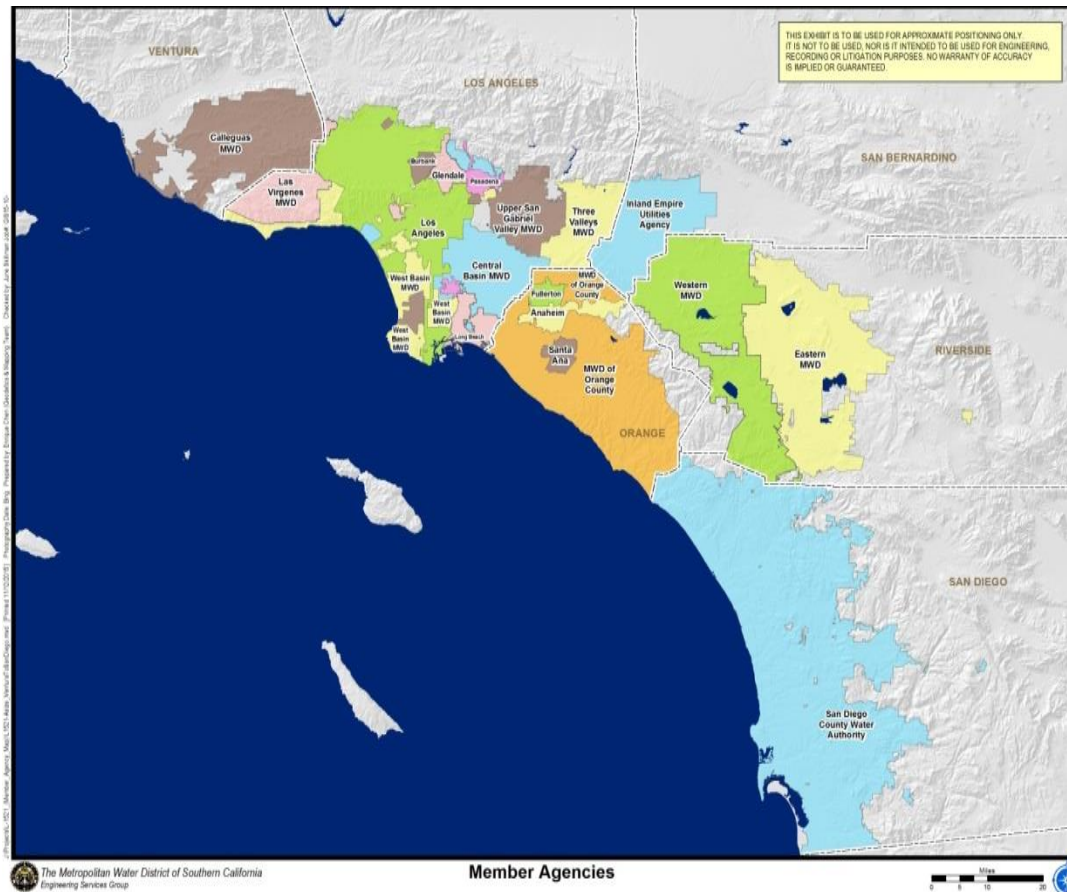 THIS EXHIBIT IS TO BE USED FOR APPROXIMATE POSITIONING ONLY.
IT IS NOT TO BE USED, NOR IS IT INTENDED TO BE USED FOR ENGINEERING,
RECORDING OR LITIGATION PURPOSES. NO WARRANTY OF ACCURACY
IS IMPLIED OR GUARANTEED.
VENTURA
LOS ANGELES
SAN BERNARDINO
Calleguas
MWD
Burbank
Glendale
Pasadena
Las
Virgenes
MWD
Upper San
Gabriel
Valley MWD
Three
Valleys
MWD
Inland Empire
Utilities
Agency
Los
Angeles
Central
Basin MWD
West Basin
MWD
MWD
of Orange
County
Fullerton
Western
MWD
West
Basin
MWD
Anaheim
West
Basin
MWD
Long Beach
Santa
Ana
MWD of
Orange
County
Eastern
MWD
RIVERSIDE
ORANGE
SAN DIEGO
San Diego
County Water
Authority
The Metropolitan Water District of Southern California
Engineering Services Group
Member Agencies
Miles
0 5 10 20